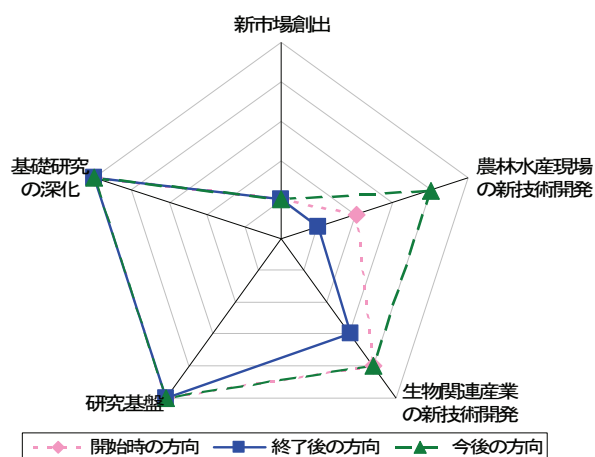 新市場創出
農林水産現場
の新技術開発
生物関連産業
の新技術開発
研究基盤
基礎研究
の深化
開始時の方向 終了後の方向 今後の方向